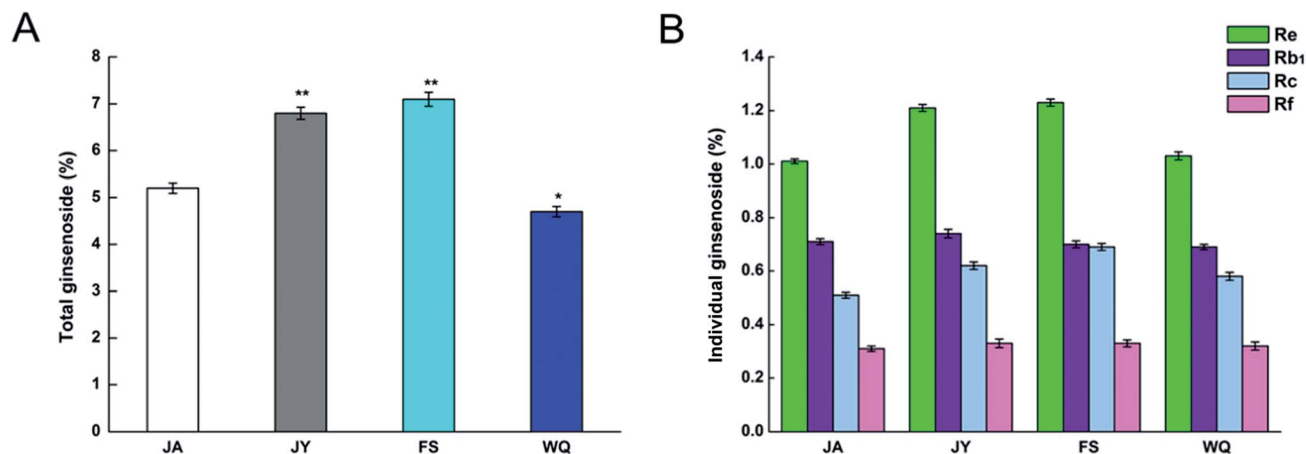 A
Total ginsenoside (%)
8
7
6
5
4
3
2
1
0
**
**
*
JA JY FS WQ
B
Individual ginsenoside (%)
1.4
1.2
1.0
0.8
0.6
0.4
0.2
0.0
Re
Rb1
Rc
Rf
JA JY FS WQ